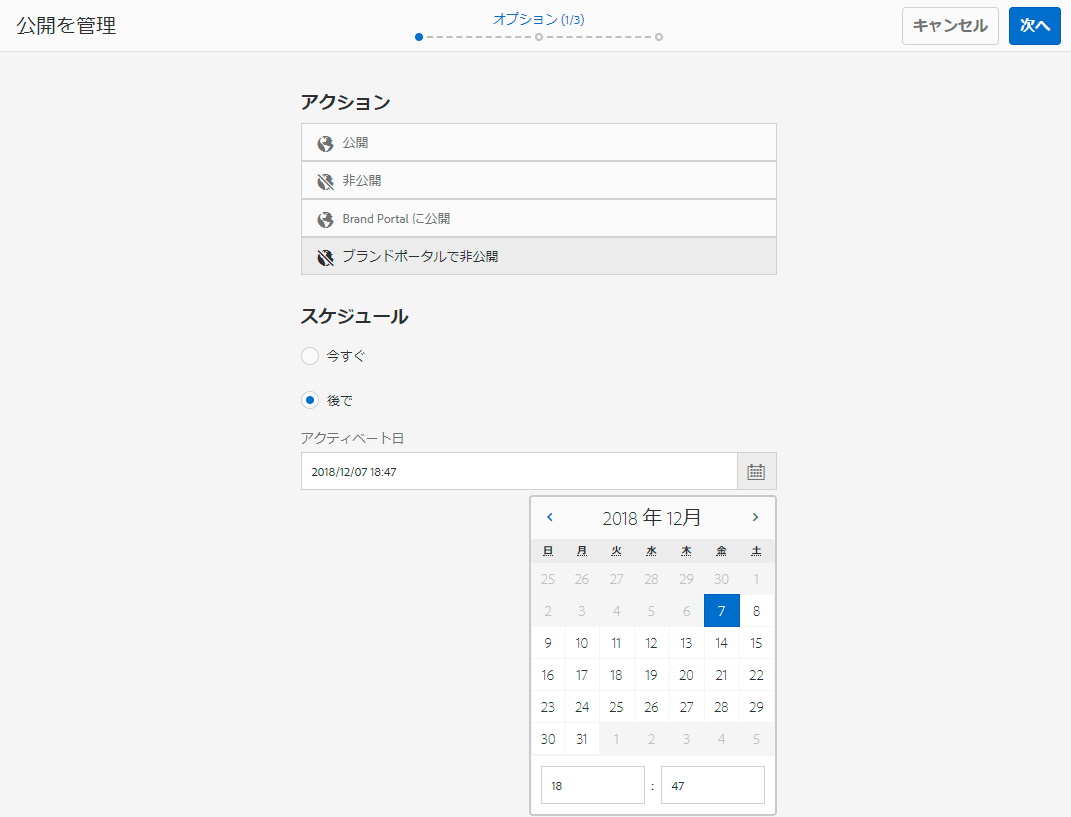 公開を管理
オプション (1/3)
キャンセル
次へ
アクション
公開
非公開
Brand Portal に公開
ブランドポータルで非公開
スケジュール
今すぐ
後で
アクティベート日
2018/12/07 18:47
2018 年 12月
日 月 火 水 木 金 土
25 26 27 28 29 30 1
2 3 4 5 6 7 8
9 10 11 12 13 14 15
16 17 18 19 20 21 22
23 24 25 26 27 28 29
30 31 1 2 3 4 5
18 : 47